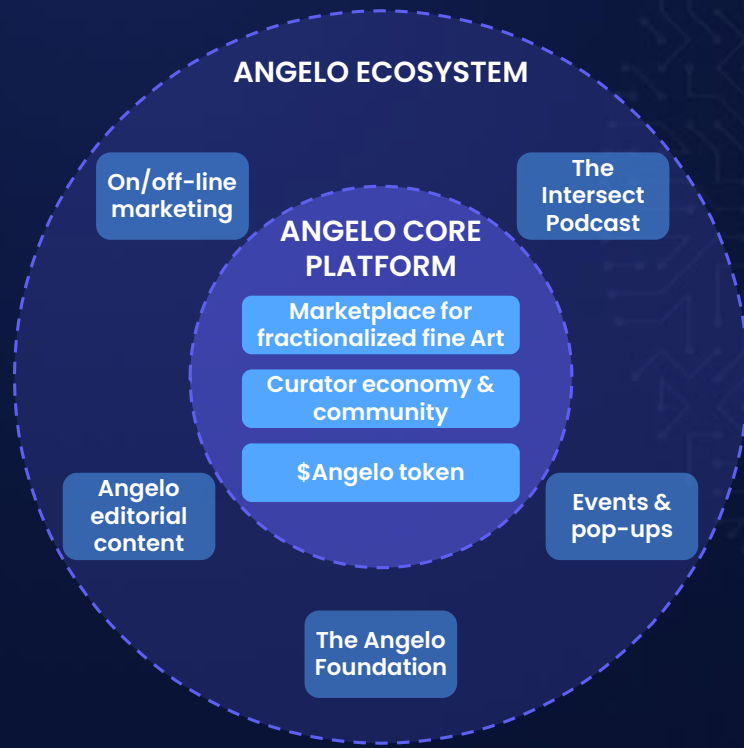 ANGELO ECOSYSTEM
On/off-line
marketing
The
Intersect
Podcast
ANGELO CORE
PLATFORM
Marketplace for
fractionalized fine Art
Curator economy &
community
$Angelo token
Angelo
editorial
content
Events &
pop-ups
The Angelo
Foundation